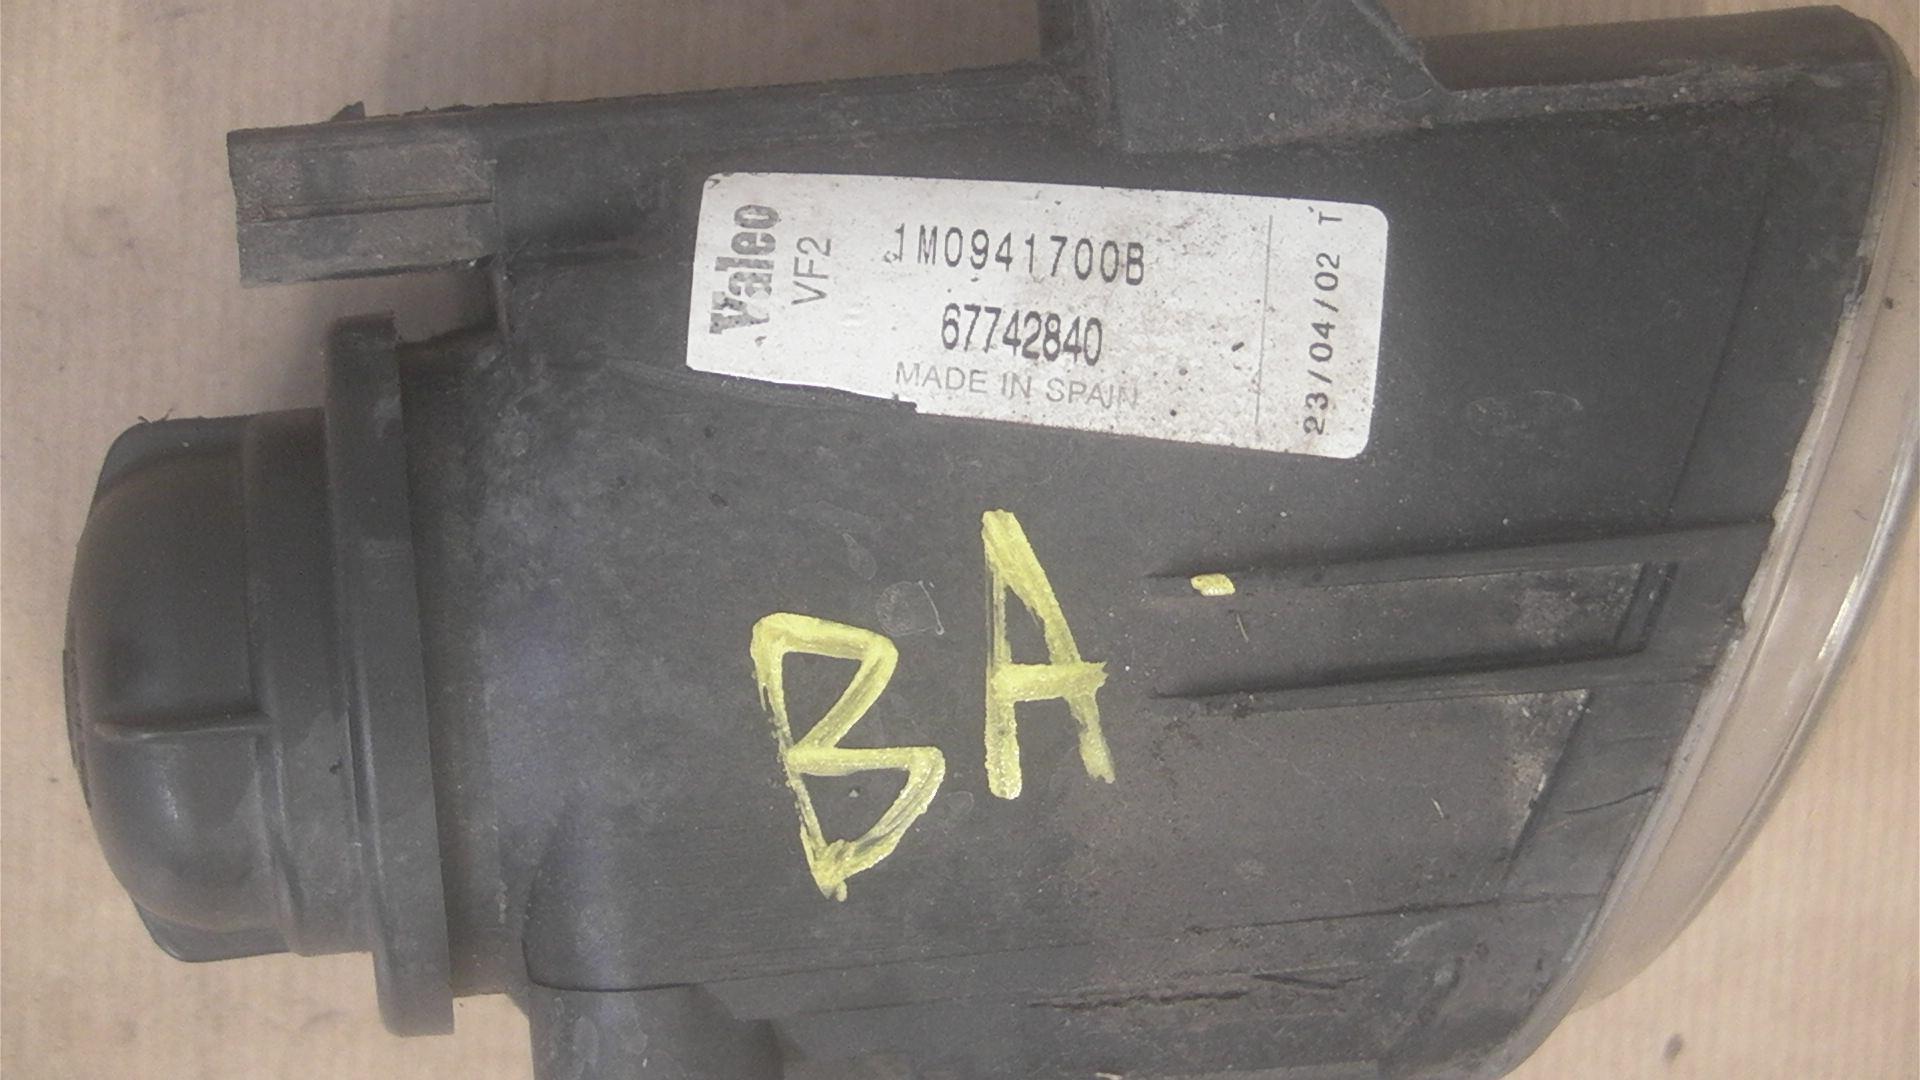 Valeo
VF2
1M0941700B
67742840
MADE IN SPAIN
23/04/02 T
BA